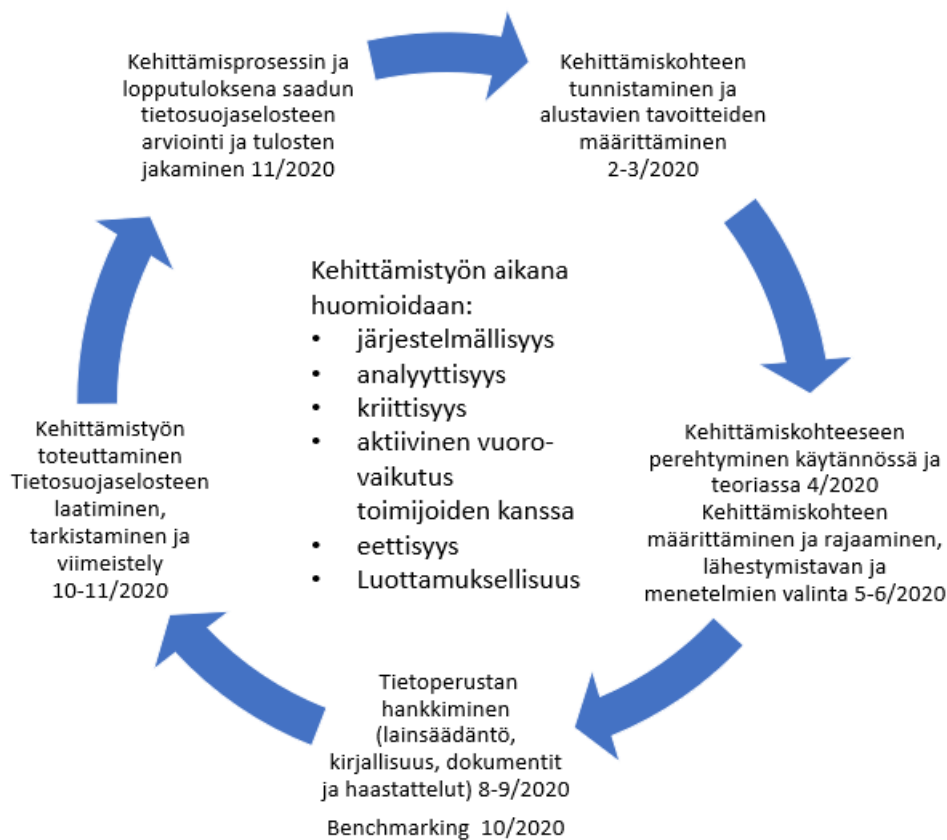 Kehittämisprosessin ja
lopputuloksena saadun
tietosuojaselosteen
arviointi ja tulosten
jakaminen 11/2020
Kehittämiskohteen
tunnistaminen ja
alustavien tavoitteiden
määrittäminen
2-3/2020
Kehittämistyön aikana
huomioidaan:
• järjestelmällisyys
• analyyttisyys
• kriittisyys
• aktiivinen vuoro-
vaikutus
toimijoiden kanssa
• eettisyys
• Luottamuksellisuus
Kehittämiskohteeseen
perehtyminen käytännössä ja
teoriassa 4/2020
Kehittämiskohteen
määrittäminen ja rajaaminen,
lähestymistavan ja
menetelmien valinta 5-6/2020
Tietoperustan
hankkiminen
(lainsäädäntö,
kirjallisuus, dokumentit
ja haastattelut) 8-9/2020
Benchmarking 10/2020
Kehittämistyön
toteuttaminen
Tietosuojaselosteen
laatiminen,
tarkistaminen ja
viimeistely
10-11/2020